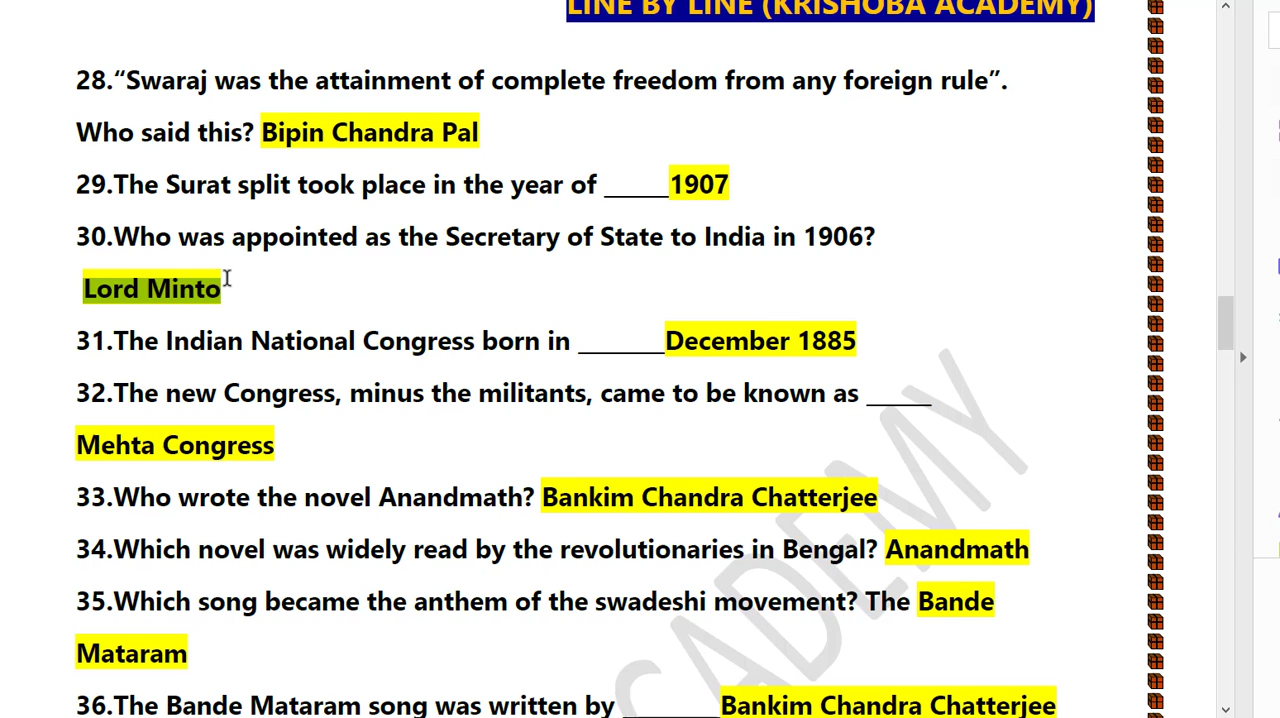 LINE BY LINE (KRISHOBA ACADEMY)
28.“Swaraj was the attainment of complete freedom from any foreign rule”.
Who said this? Bipin Chandra Pal
29.The Surat split took place in the year of ______1907
30.Who was appointed as the Secretary of State to India in 1906?
Lord Minto
31.The Indian National Congress born in ________December 1885
32.The new Congress, minus the militants, came to be known as ______
Mehta Congress
33.Who wrote the novel Anandmath? Bankim Chandra Chatterjee
34.Which novel was widely read by the revolutionaries in Bengal? Anandmath
35.Which song became the anthem of the swadeshi movement? The Bande
Mataram
36.The Bande Mataram song was written by _________Bankim Chandra Chatterjee
CADEMY